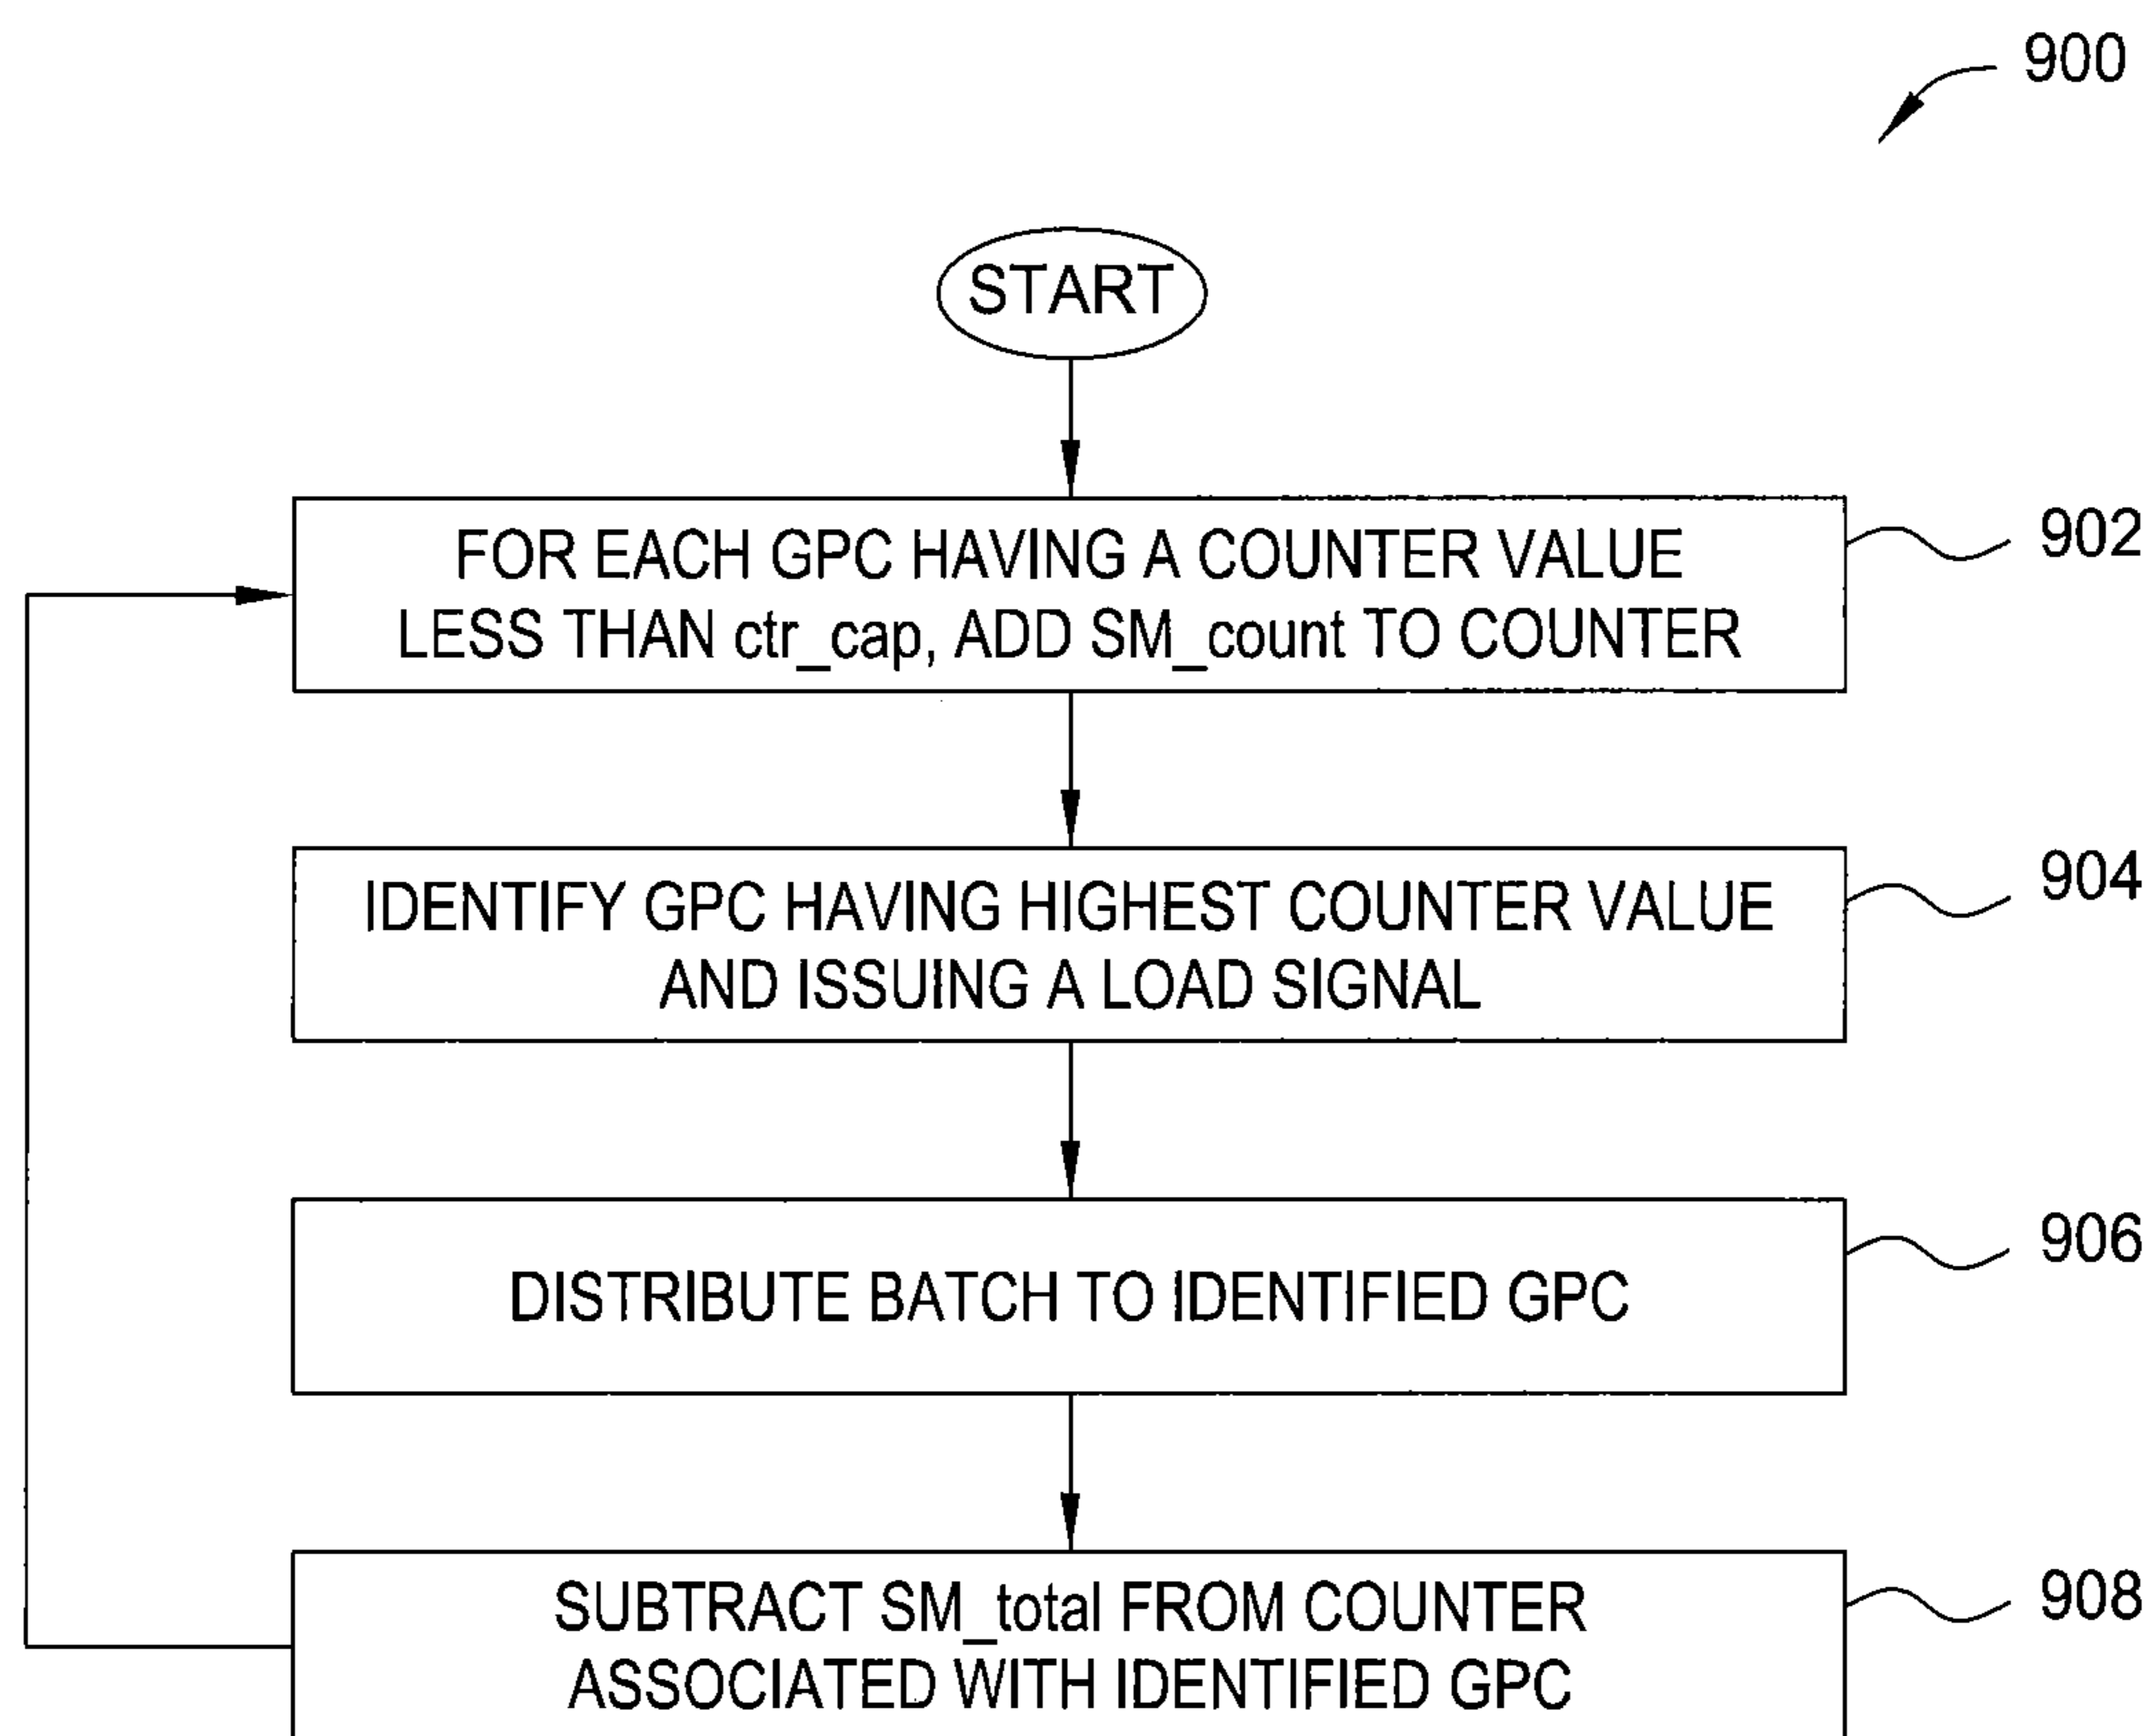 900
START
FOR EACH GPC HAVING A COUNTER VALUE
LESS THAN ctr_cap, ADD SM_count TO COUNTER
902
IDENTIFY GPC HAVING HIGHEST COUNTER VALUE
AND ISSUING A LOAD SIGNAL
904
DISTRIBUTE BATCH TO IDENTIFIED GPC
906
SUBTRACT SM_total FROM COUNTER
ASSOCIATED WITH IDENTIFIED GPC
908